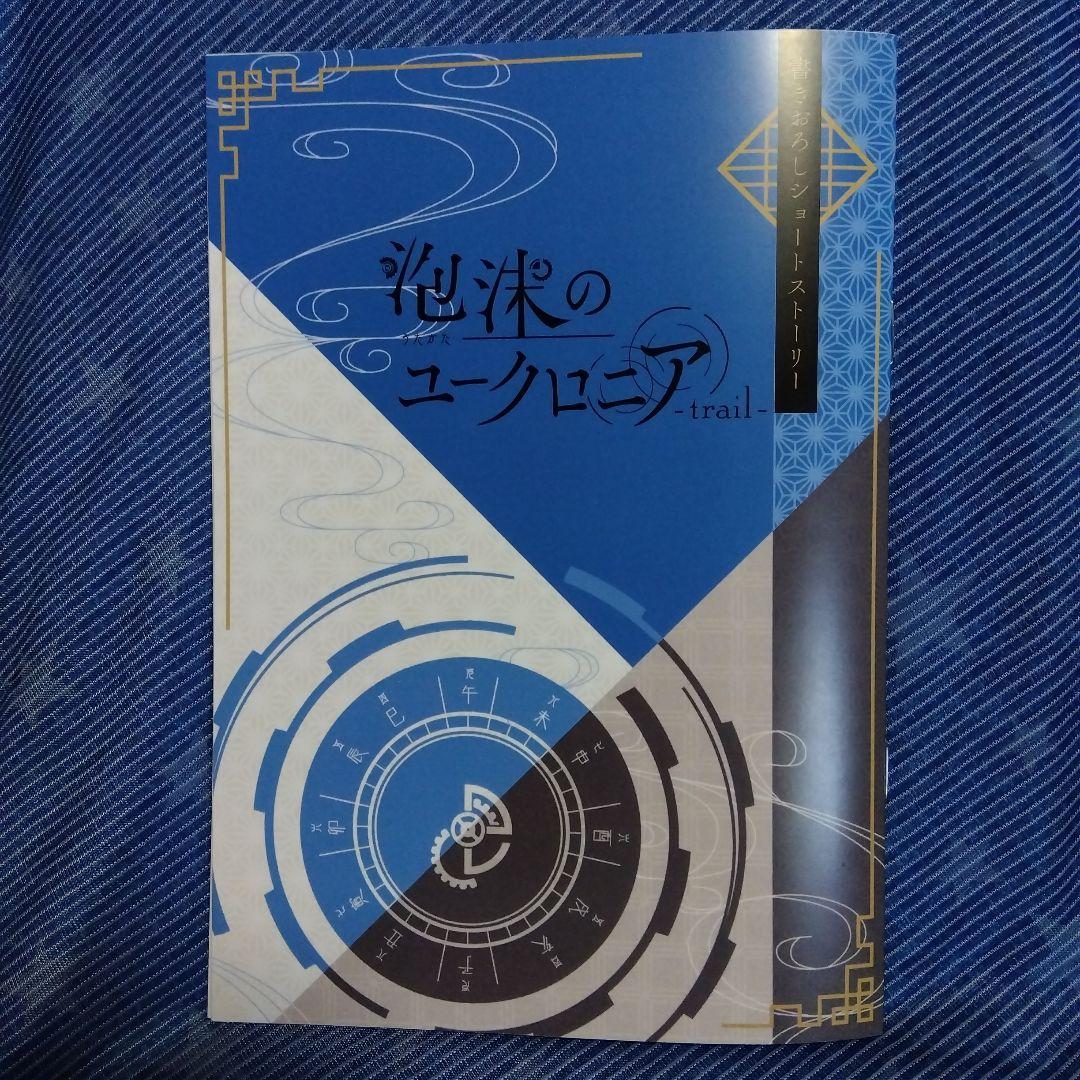 書きおろしショートストーリー
泡沫の
うたかた
ユークロニア
-trail-
午
未
申
酉
戌
亥
子
丑
寅
卯
辰
巳